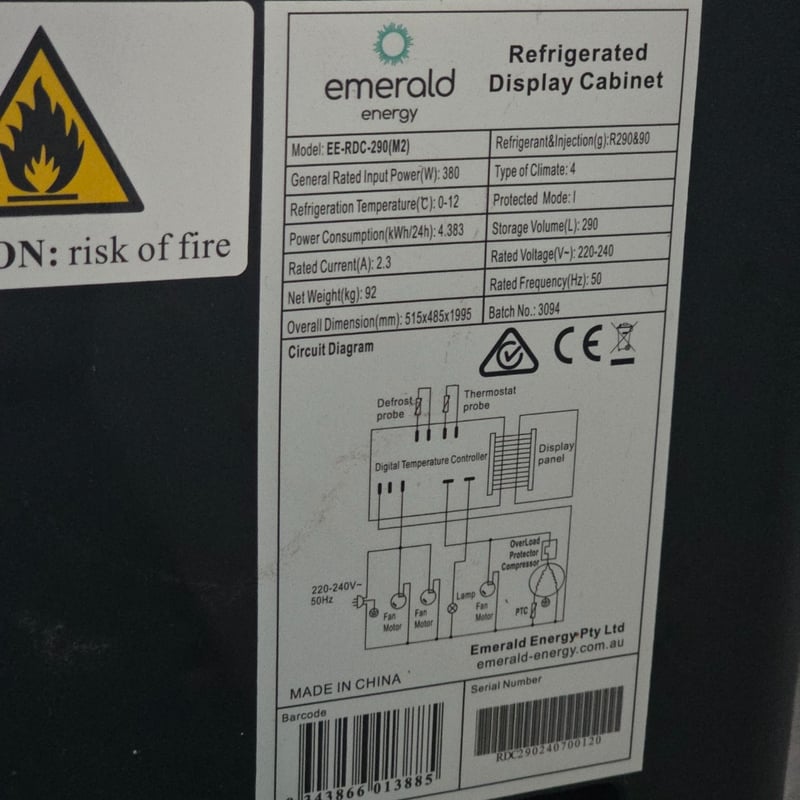 ON: risk of fire
emerald
energy
Refrigerated
Display Cabinet
Model: EE-RDC-290(M2)
Refrigerant&Injection(g):R290&90
General Rated Input Power(W): 380
Type of Climate: 4
Refrigeration Temperature(℃): 0-12
Protected Mode: I
Power Consumption(kWh/24h): 4.383
Storage Volume(L): 290
Rated Current(A): 2.3
Rated Voltage(V~): 220-240
Net Weight(kg): 92
Rated Frequency(Hz): 50
Overall Dimension(mm): 515x485x1995
Batch No.: 3094
Circuit Diagram
CE
Defrost
probe
Thermostat
probe
Digital Temperature Controller
Display
panel
OverLoad
Protector
Compressor
220-240V~
50Hz
Fan
Motor
Fan
Motor
Lamp
Fan
Motor
PTC
Emerald Energy Pty Ltd
emerald-energy.com.au
MADE IN CHINA
Barcode
Serial Number
343866 013885
RDC290240700120